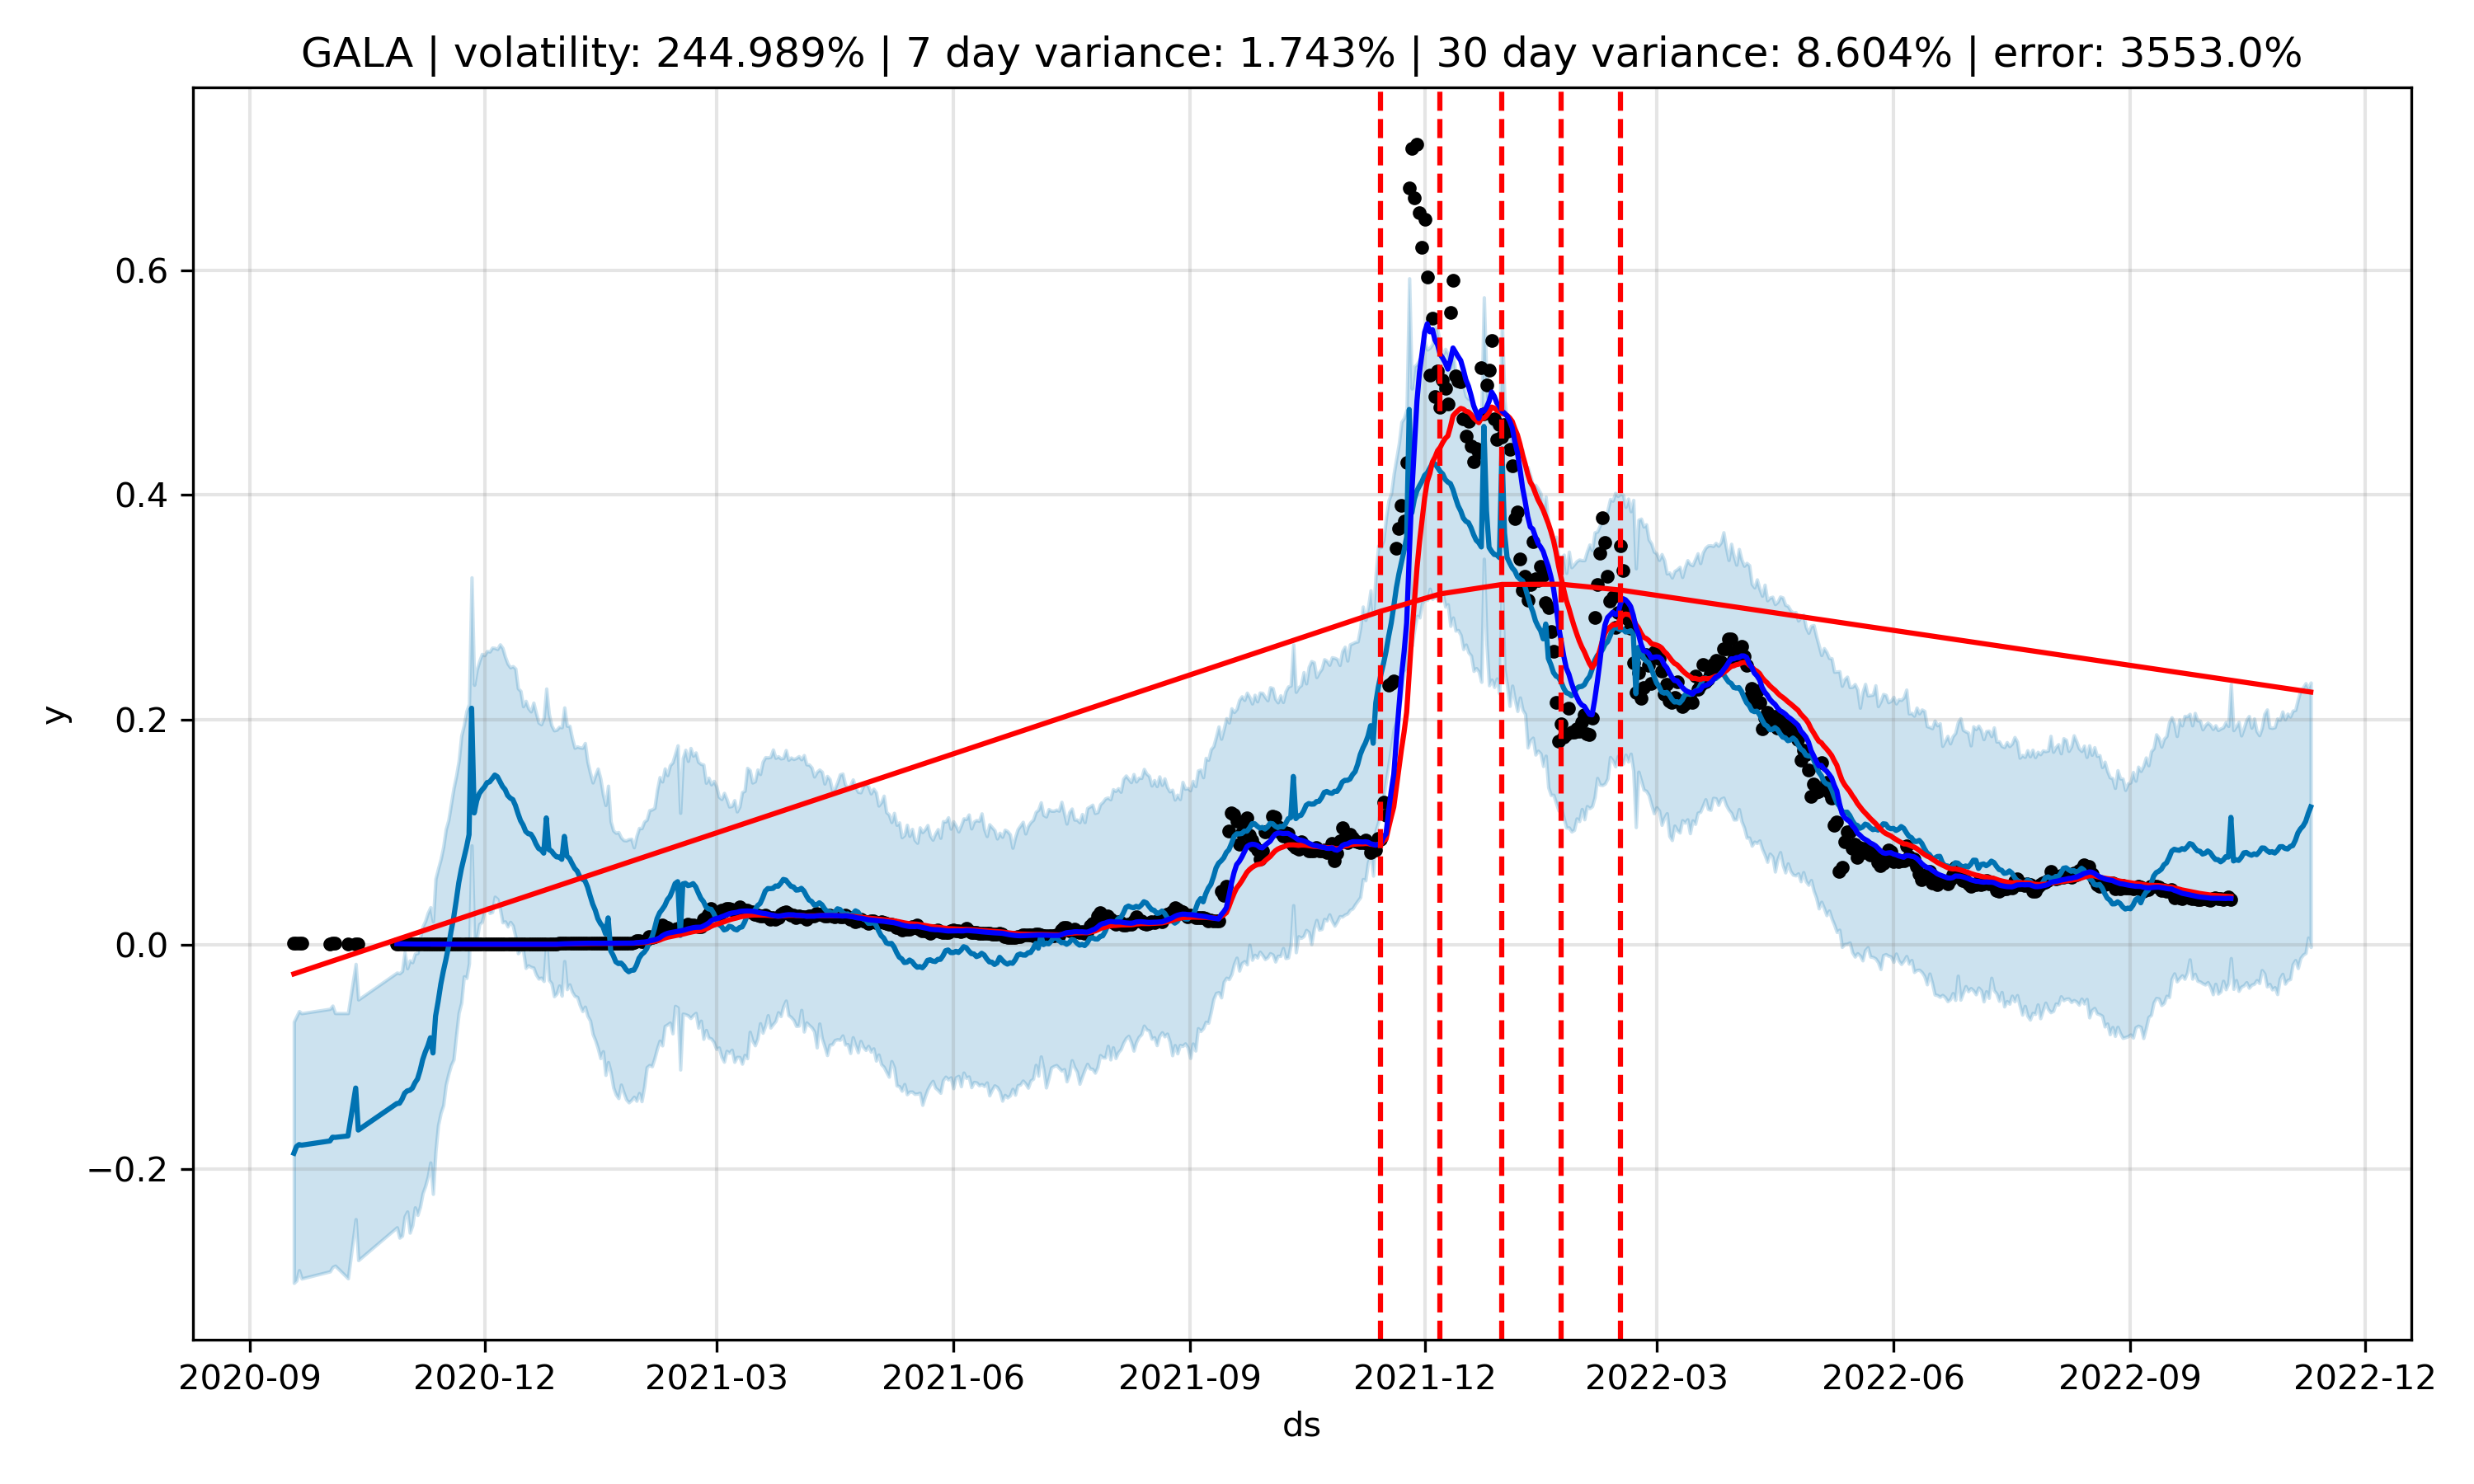 GALA | volatility: 244.989% | 7 day variance: 1.743% | 30 day variance: 8.604% | error: 3553.0%
y
0.6
0.4
0.2
0.0
−0.2
2020-09 2020-12 2021-03 2021-06 2021-09 2021-12 2022-03 2022-06 2022-09 2022-12
ds